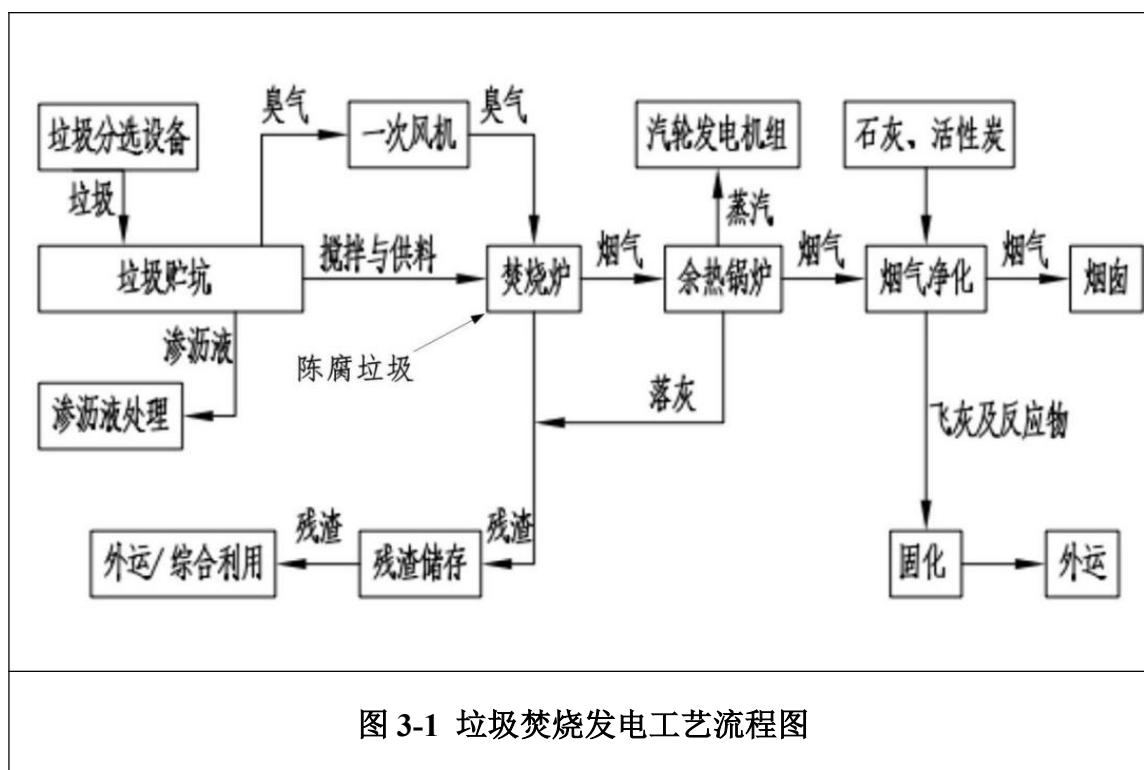 臭气
臭气
垃圾分选设备
一次风机
汽轮发电机组
石灰、活性炭
垃圾
蒸汽
搅拌与供料
烟气
烟气
烟气
垃圾贮坑
焚烧炉
余热锅炉
烟气净化
烟囱
渗沥液
陈腐垃圾
落灰
渗沥液处理
飞灰及反应物
残渣
残渣
外运/综合利用
残渣储存
固化
外运
图 3-1 垃圾焚烧发电工艺流程图